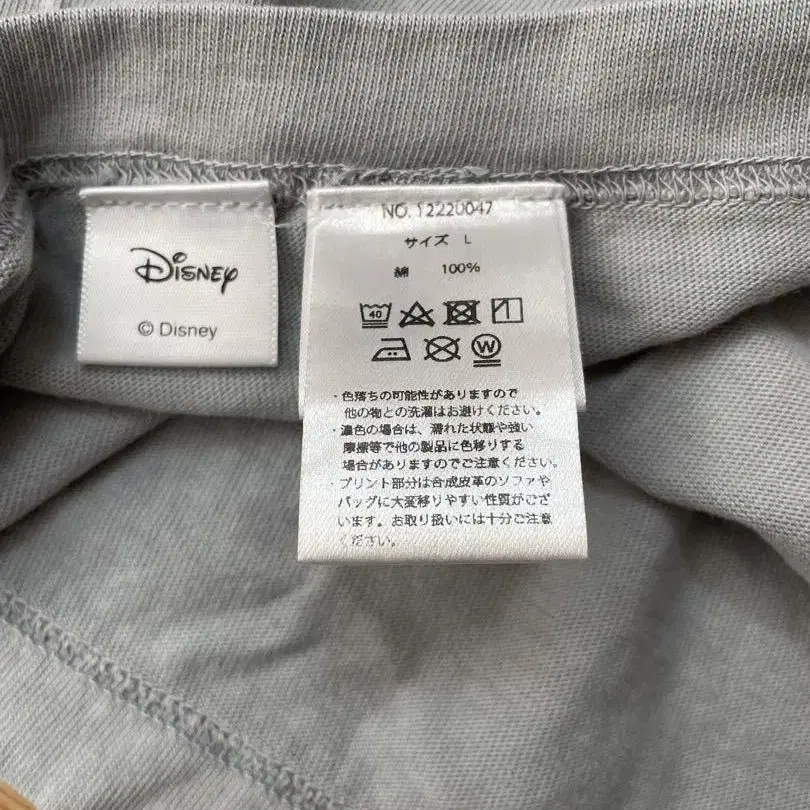 Disney
© Disney
NO. 12220047
サイズ L
綿 100%
40
W
・色落ちの可能性がありますので
他の物との洗濯はお避けください。
・濃色の場合は、濡れた状態や強い
摩擦等で他の製品に色移りする
場合がありますのでご注意ください。
・プリント部分は合成皮革のソファや
バッグに大変移りやすい性質がござ
います。お取り扱いには十分ご注意
ください。